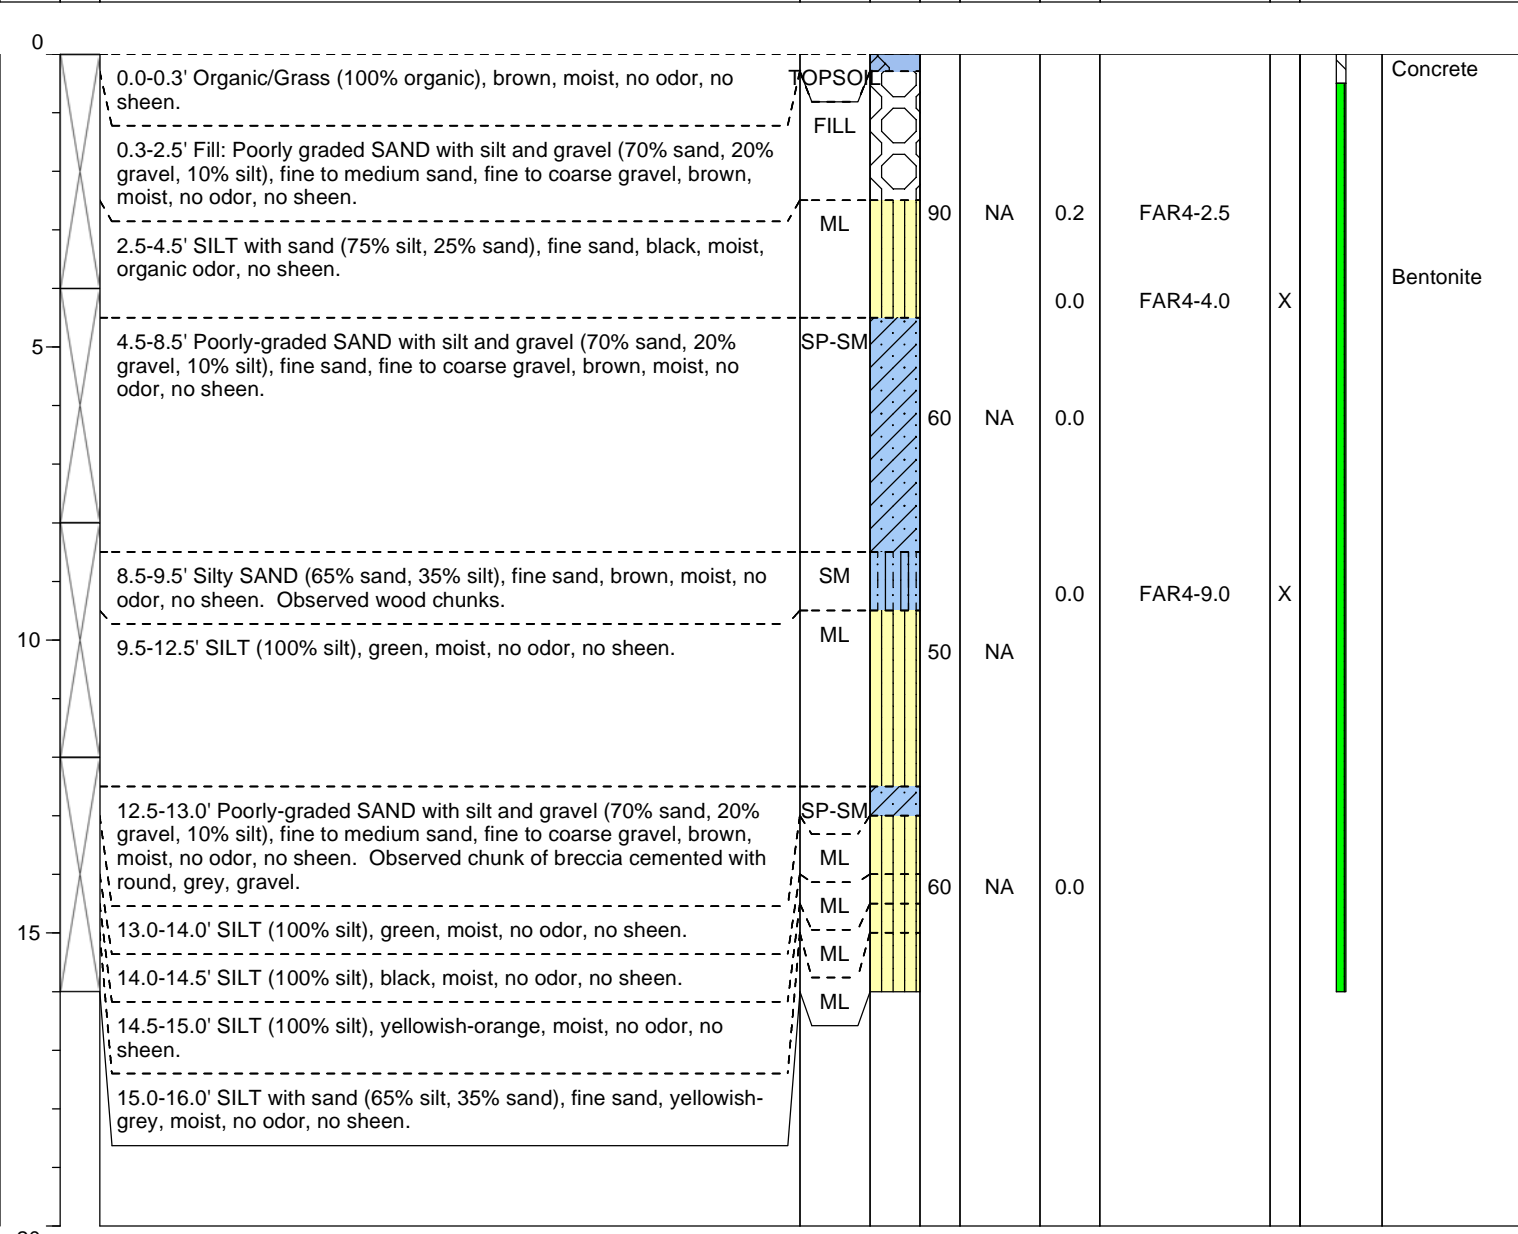 0
0.0-0.3' Organic/Grass (100% organic), brown, moist, no odor, no
sheen.
TOPSOIL
Concrete
FILL
0.3-2.5' Fill: Poorly graded SAND with silt and gravel (70% sand, 20%
gravel, 10% silt), fine to medium sand, fine to coarse gravel, brown,
moist, no odor, no sheen.
ML
90 NA 0.2 FAR4-2.5
2.5-4.5' SILT with sand (75% silt, 25% sand), fine sand, black, moist,
organic odor, no sheen.
Bentonite
0.0 FAR4-4.0 X
5
4.5-8.5' Poorly-graded SAND with silt and gravel (70% sand, 20%
gravel, 10% silt), fine sand, fine to coarse gravel, brown, moist, no
odor, no sheen.
SP-SM
60 NA 0.0
8.5-9.5' Silty SAND (65% sand, 35% silt), fine sand, brown, moist, no
odor, no sheen.  Observed wood chunks.
SM
0.0 FAR4-9.0 X
10
9.5-12.5' SILT (100% silt), green, moist, no odor, no sheen.
ML
50 NA
12.5-13.0' Poorly-graded SAND with silt and gravel (70% sand, 20%
gravel, 10% silt), fine to medium sand, fine to coarse gravel, brown,
moist, no odor, no sheen.  Observed chunk of breccia cemented with
round, grey, gravel.
SP-SM
ML
60 NA 0.0
15
13.0-14.0' SILT (100% silt), green, moist, no odor, no sheen.
ML
14.0-14.5' SILT (100% silt), black, moist, no odor, no sheen.
ML
14.5-15.0' SILT (100% silt), yellowish-orange, moist, no odor, no
sheen.
ML
15.0-16.0' SILT with sand (65% silt, 35% sand), fine sand, yellowish-
grey, moist, no odor, no sheen.